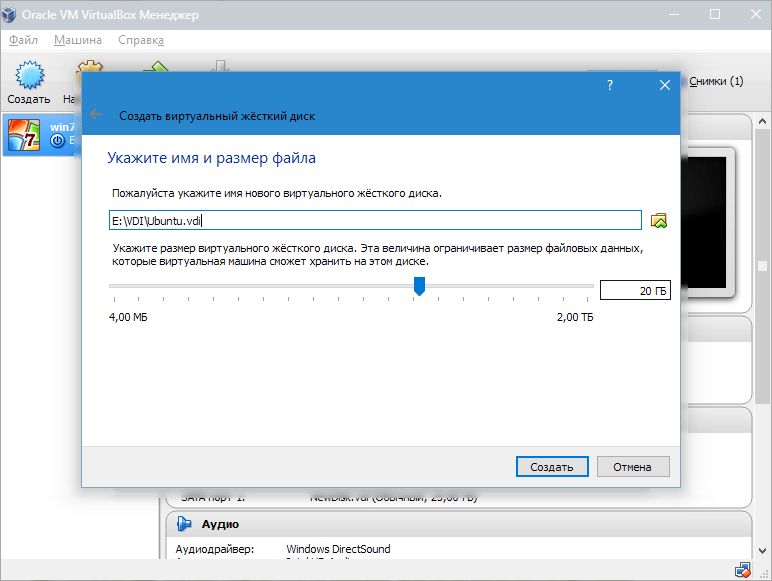 Oracle VM VirtualBox Менеджер
Файл Машина Справка
Создать
Снимки (1)
win7
? 
Создать виртуальный жёсткий диск
Укажите имя и размер файла
Пожалуйста укажите имя нового виртуального жёсткого диска.
E:\VDI\Ubuntu.vdi
Укажите размер виртуального жёсткого диска. Эта величина ограничивает размер файловых данных,
которые виртуальная машина сможет хранить на этом диске.
20 ГБ
4,00 МБ
2,00 ТБ
Создать
Отмена
Аудио
Аудиодрайвер: Windows DirectSound